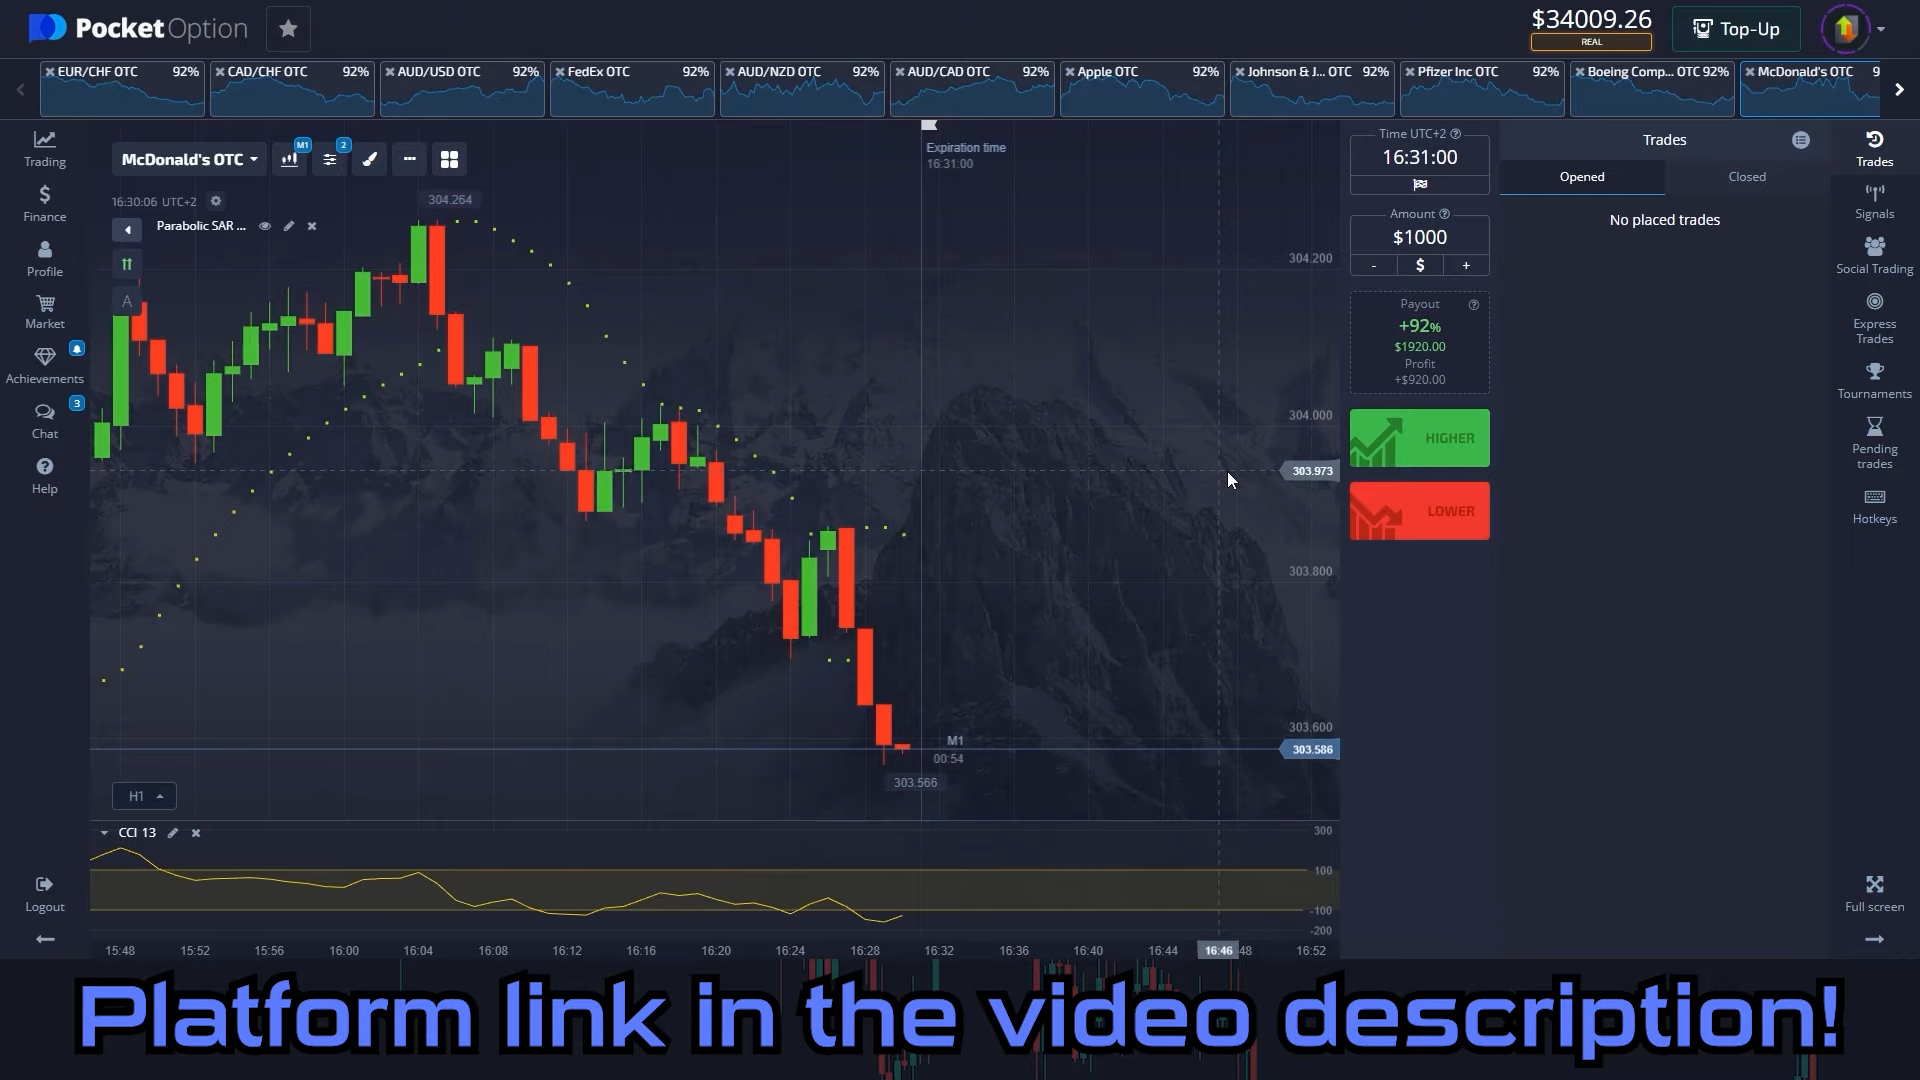 PocketOption
$34009.26
REAL
Top-Up
EUR/CHF OTC 92%
CAD/CHF OTC 92%
AUD/USD OTC 92%
FedEx OTC 92%
AUD/NZD OTC 92%
AUD/CAD OTC 92%
Apple OTC 92%
Johnson & J... OTC 92%
Pfizer Inc OTC 92%
Boeing Comp... OTC 92%
McDonald's OTC 9
Trading
Finance
Profile
Market
Achievements
3
Chat
Help
Logout
McDonald's OTC
M1
2
16:30:06 UTC+2
Parabolic SAR ...
A
304.264
Expiration time
16:31:00
304.200
304.000
303.973
303.800
303.600
303.586
M1
00:54
303.566
H1
CCI 13
300
100
-100
-200
15:48 15:52 15:56 16:00 16:04 16:08 16:12 16:16 16:20 16:24 16:28 16:32 16:36 16:40 16:44 16:46 48 16:52
Time UTC+2
16:31:00
Amount
$1000
- $ +
Payout
+92%
$1920.00
Profit
+$920.00
HIGHER
LOWER
Trades
Opened Closed
No placed trades
Trades
Signals
Social Trading
Express
Trades
Tournaments
Pending
trades
Hotkeys
Full screen
Platform link in the video description!